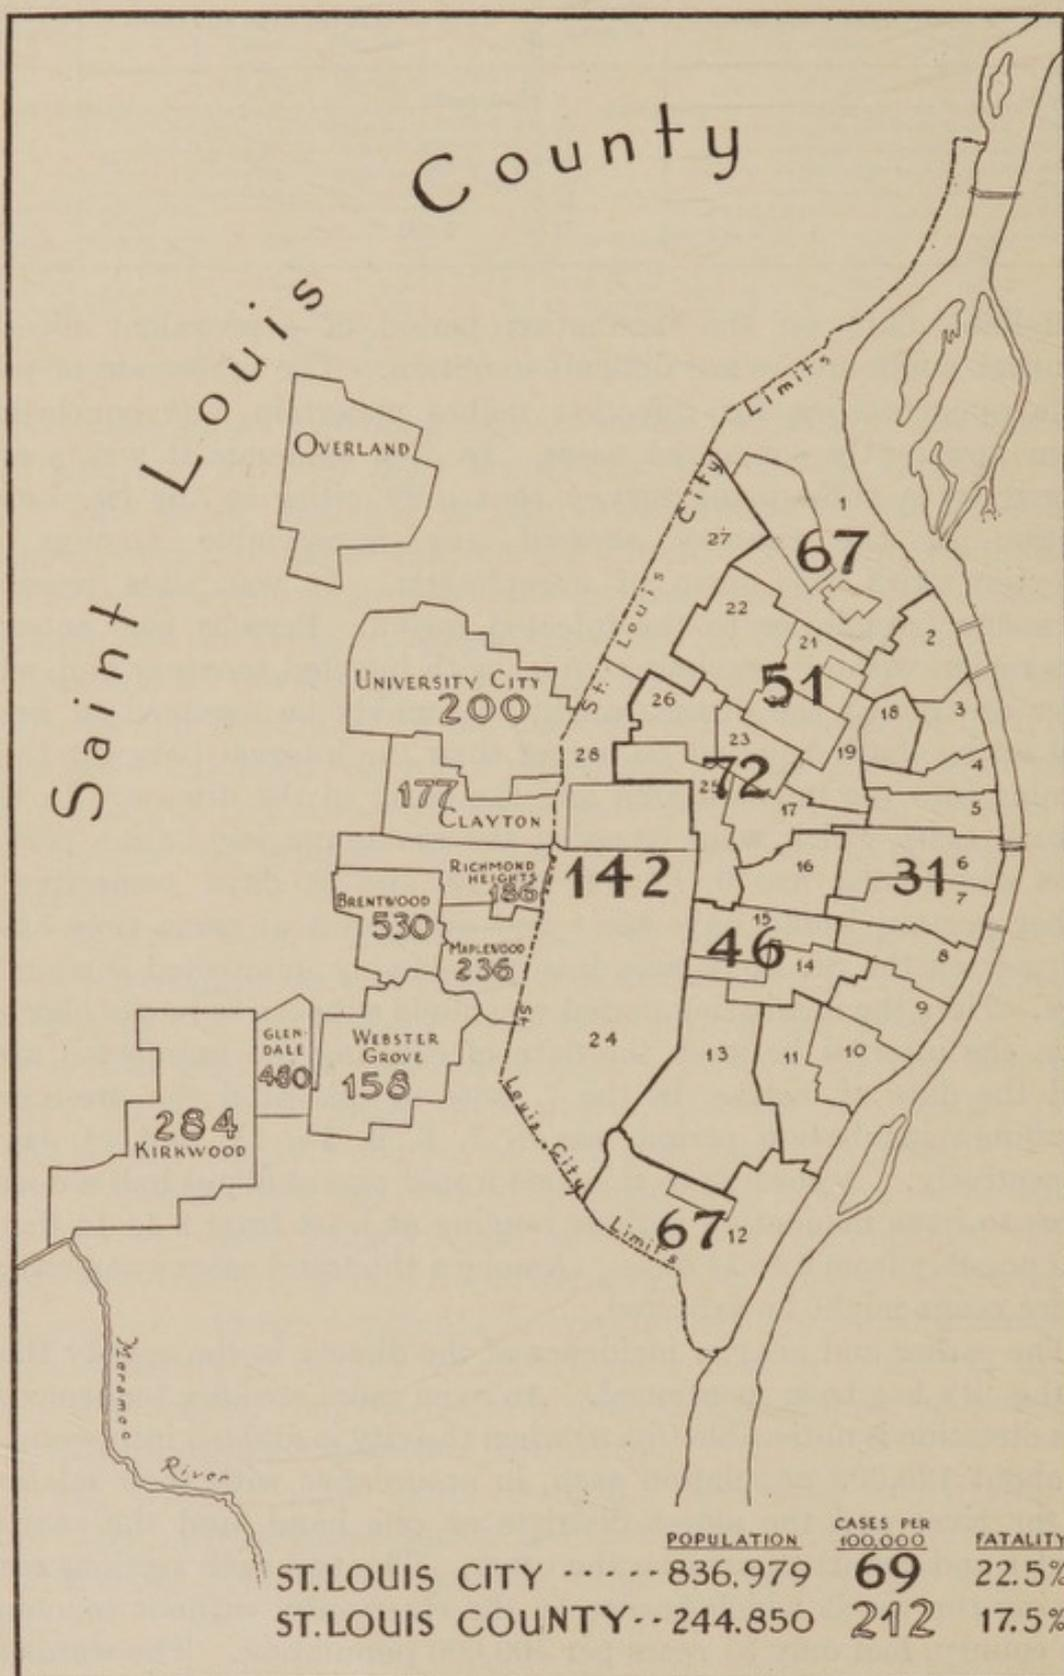 Saint Louis County
OVERLAND
St. Louis City Limits
1
67
27
22
2
21
51
26
3
18
UNIVERSITY CITY
200
23
19
28
72
25
4
177
CLAYTON
17
5
RICHMOND
HEIGHTS
186
142
16
31
6
7
BRENTWOOD
530
MAPLEWOOD
236
15
46
14
8
9
24
13
11
10
GLEN-
DALE
480
WEBSTER
GROVE
158
284
KIRKWOOD
St. Louis City Limits
67
12
Maramec River
POPULATION CASES PER 100,000 FATALITY
ST. LOUIS CITY ····· 836.979 69 22.5%
ST. LOUIS COUNTY·· 244.850 212 17.5%